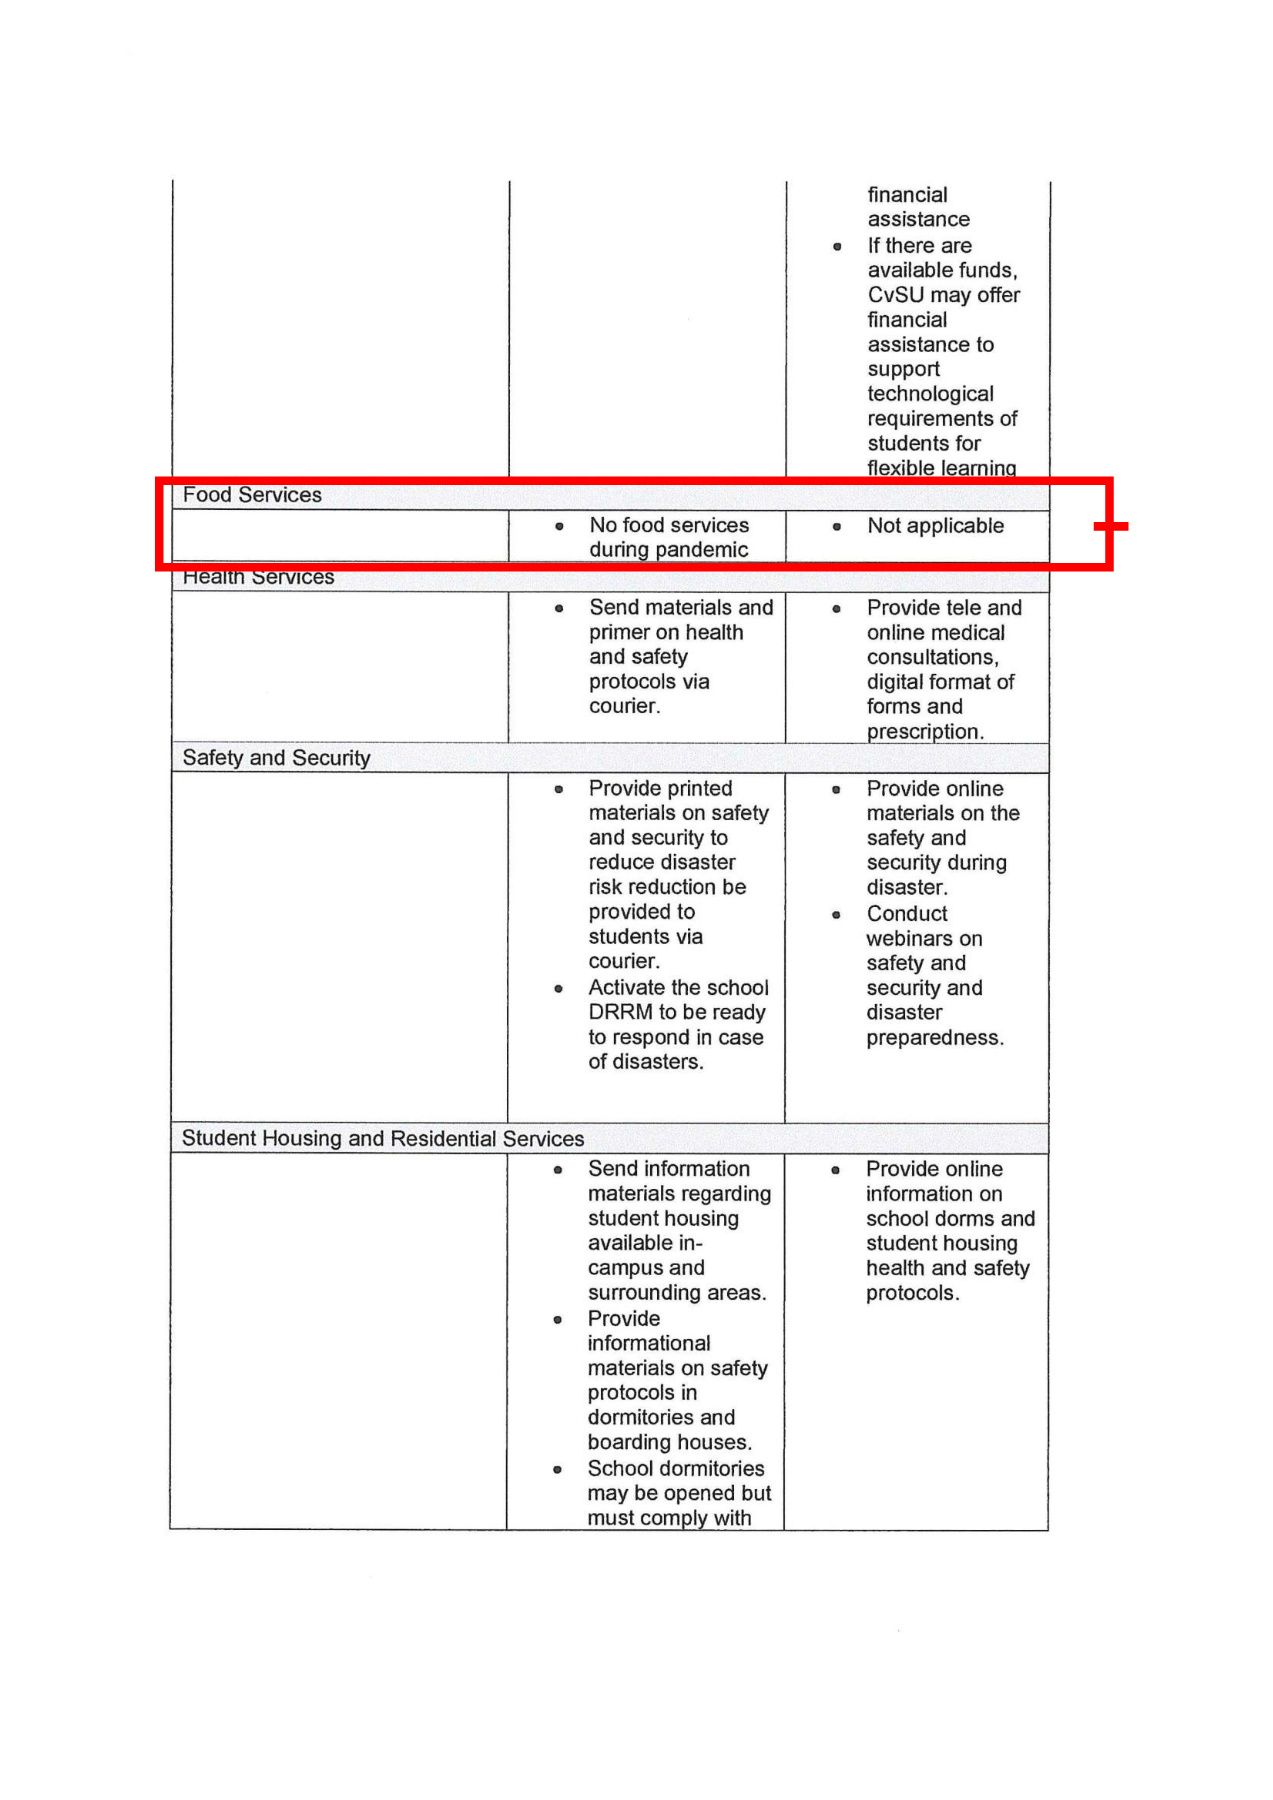 financial
assistance
• If there are
available funds,
CvSU may offer
financial
assistance to
support
technological
requirements of
students for
flexible learning
Food Services
• No food services
during pandemic
• Not applicable
Health Services
• Send materials and
primer on health
and safety
protocols via
courier.
• Provide tele and
online medical
consultations,
digital format of
forms and
prescription.
Safety and Security
• Provide printed
materials on safety
and security to
reduce disaster
risk reduction be
provided to
students via
courier.
• Activate the school
DRRM to be ready
to respond in case
of disasters.
• Provide online
materials on the
safety and
security during
disaster.
• Conduct
webinars on
safety and
security and
disaster
preparedness.
Student Housing and Residential Services
• Send information
materials regarding
student housing
available in-
campus and
surrounding areas.
• Provide
informational
materials on safety
protocols in
dormitories and
boarding houses.
• School dormitories
may be opened but
must comply with
• Provide online
information on
school dorms and
student housing
health and safety
protocols.